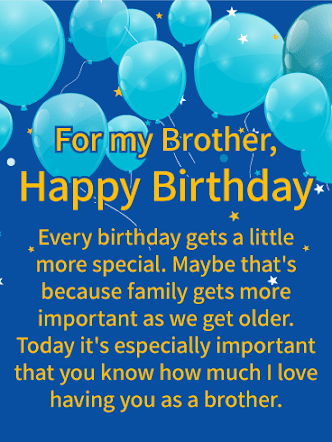 For my Brother,
Happy Birthday
Every birthday gets a little
more special. Maybe that's
because family gets more
important as we get older.
Today it's especially important
that you know how much I love
having you as a brother.